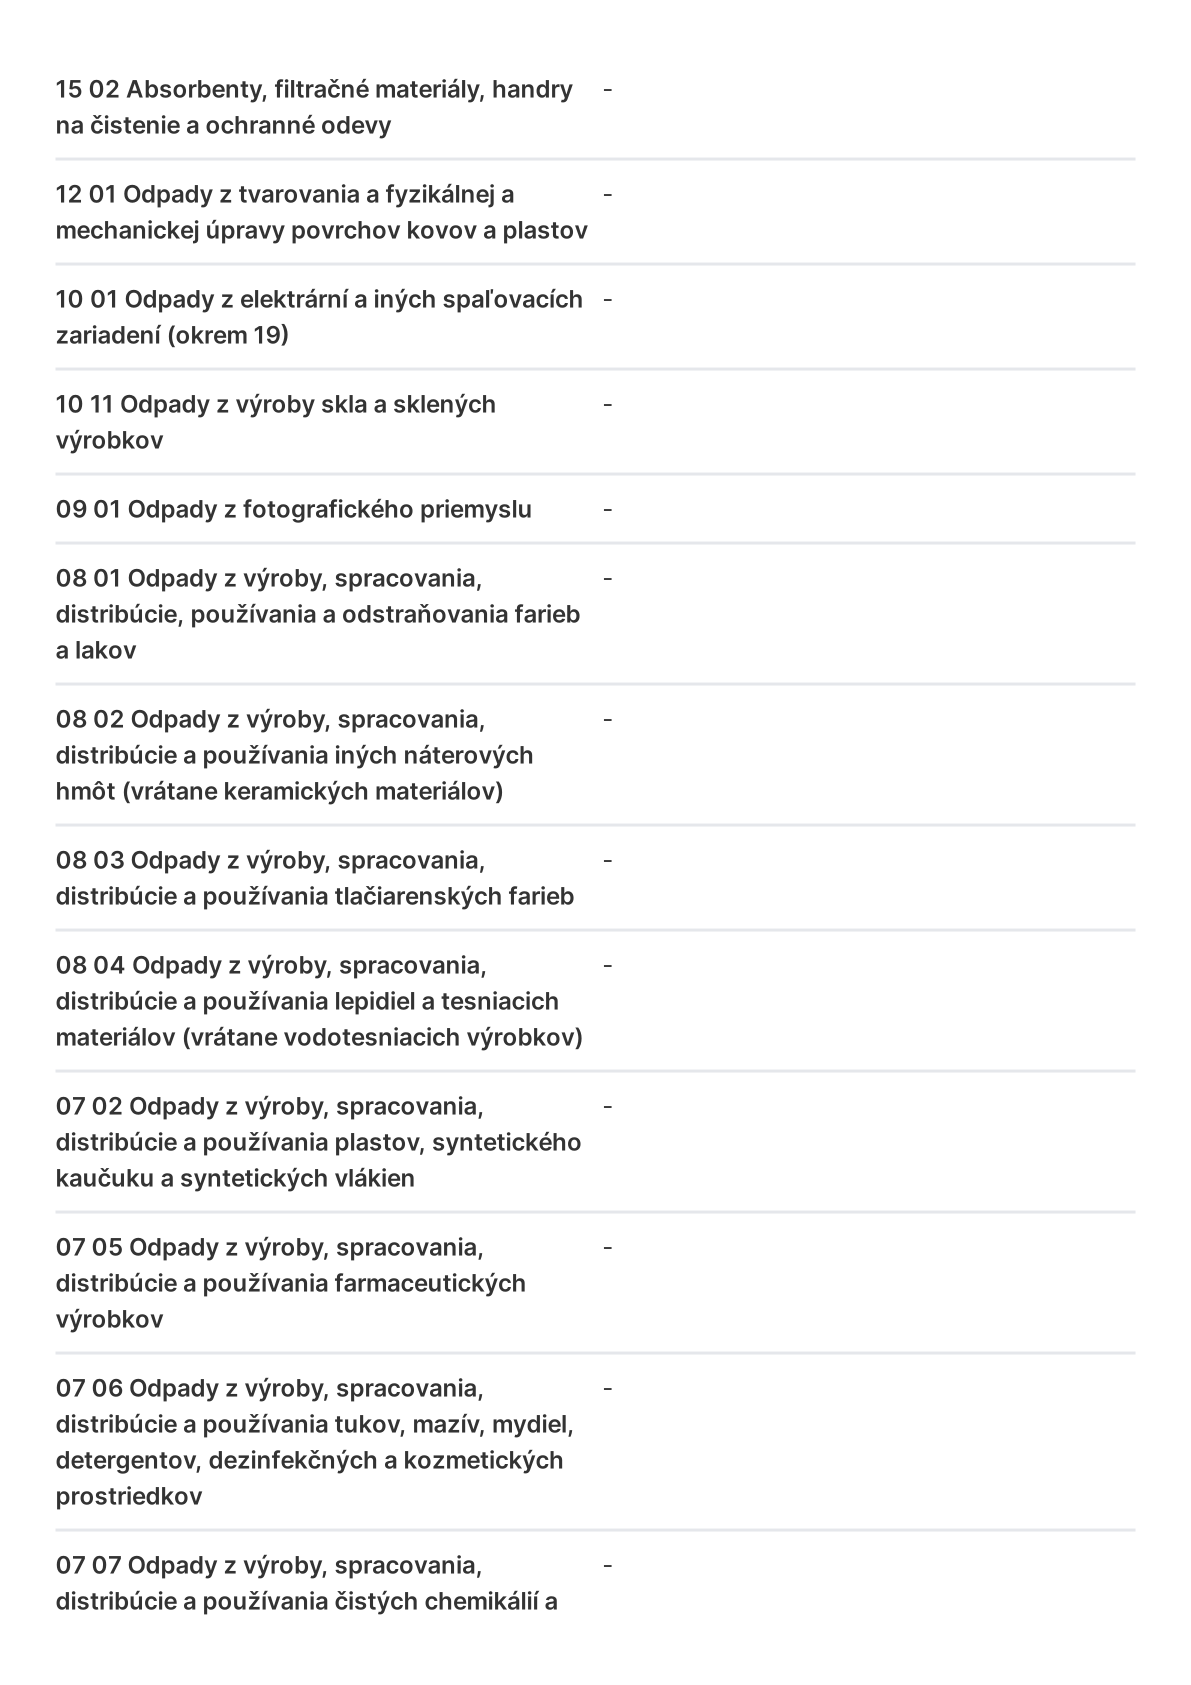 15 02 Absorbenty, filtračné materiály, handry -
na čistenie a ochranné odevy
12 01 Odpady z tvarovania a fyzikálnej a -
mechanickej úpravy povrchov kovov a plastov
10 01 Odpady z elektrární a iných spaľovacích -
zariadení (okrem 19)
10 11 Odpady z výroby skla a sklených -
výrobkov
09 01 Odpady z fotografického priemyslu -
08 01 Odpady z výroby, spracovania, -
distribúcie, používania a odstraňovania farieb
a lakov
08 02 Odpady z výroby, spracovania, -
distribúcie a používania iných náterových
hmôt (vrátane keramických materiálov)
08 03 Odpady z výroby, spracovania, -
distribúcie a používania tlačiarenských farieb
08 04 Odpady z výroby, spracovania, -
distribúcie a používania lepidiel a tesniacich
materiálov (vrátane vodotesniacich výrobkov)
07 02 Odpady z výroby, spracovania, -
distribúcie a používania plastov, syntetického
kaučuku a syntetických vlákien
07 05 Odpady z výroby, spracovania, -
distribúcie a používania farmaceutických
výrobkov
07 06 Odpady z výroby, spracovania, -
distribúcie a používania tukov, mazív, mydiel,
detergentov, dezinfekčných a kozmetických
prostriedkov
07 07 Odpady z výroby, spracovania, -
distribúcie a používania čistých chemikálií a